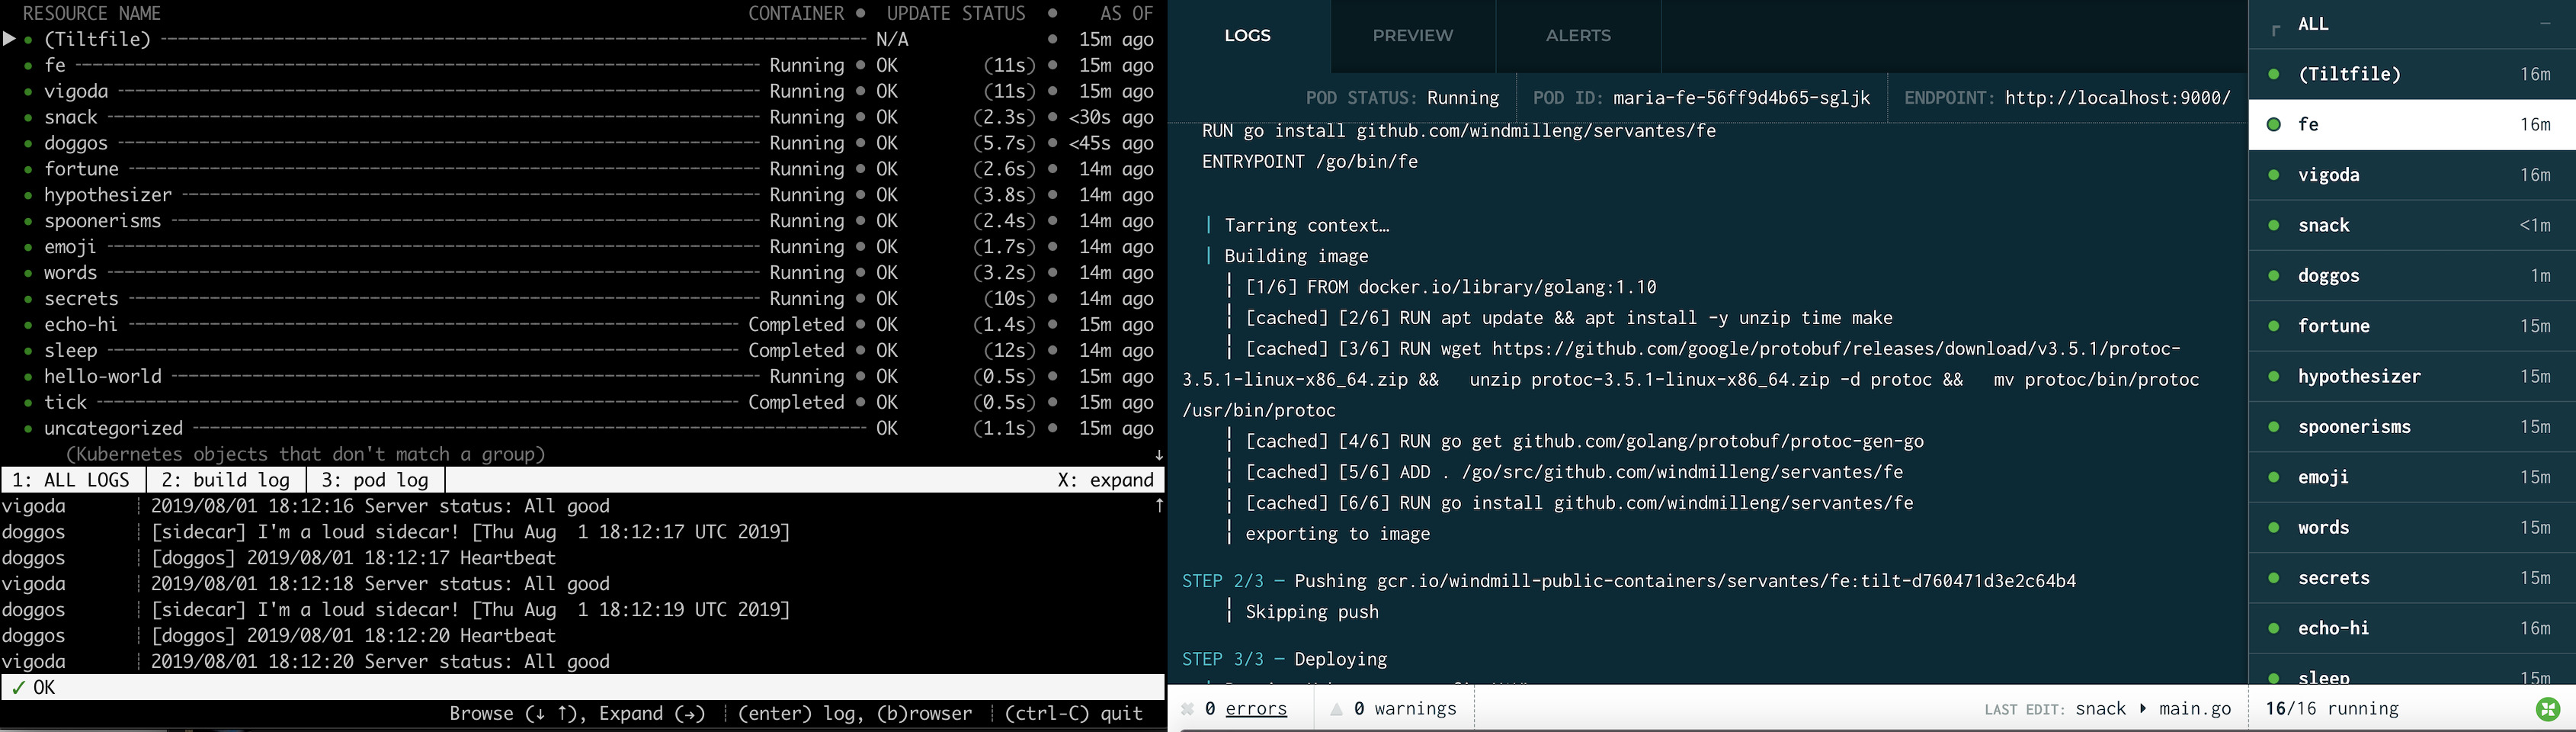 RESOURCE NAME CONTAINER ● UPDATE STATUS ● AS OF
(Tiltfile) N/A ● 15m ago
fe Running ● OK (11s) ● 15m ago
vigoda Running ● OK (11s) ● 15m ago
snack Running ● OK (2.3s) ● <30s ago
doggos Running ● OK (5.7s) ● <45s ago
fortune Running ● OK (2.6s) ● 14m ago
hypothesizer Running ● OK (3.8s) ● 14m ago
spoonerisms Running ● OK (2.4s) ● 14m ago
emoji Running ● OK (1.7s) ● 14m ago
words Running ● OK (3.2s) ● 14m ago
secrets Running ● OK (10s) ● 14m ago
echo-hi Completed ● OK (1.4s) ● 15m ago
sleep Completed ● OK (12s) ● 14m ago
hello-world Running ● OK (0.5s) ● 15m ago
tick Completed ● OK (0.5s) ● 15m ago
uncategorized OK (1.1s) ● 15m ago
(Kubernetes objects that don't match a group) ↓
1: ALL LOGS │ 2: build log │ 3: pod log │ X: expand
vigoda ┊ 2019/08/01 18:12:16 Server status: All good ↑
doggos ┊ [sidecar] I'm a loud sidecar! [Thu Aug  1 18:12:17 UTC 2019]
doggos ┊ [doggos] 2019/08/01 18:12:17 Heartbeat
vigoda ┊ 2019/08/01 18:12:18 Server status: All good
doggos ┊ [sidecar] I'm a loud sidecar! [Thu Aug  1 18:12:19 UTC 2019]
doggos ┊ [doggos] 2019/08/01 18:12:20 Heartbeat
vigoda ┊ 2019/08/01 18:12:20 Server status: All good
✓ OK
Browse (↓ ↑), Expand (→) ┊ (enter) log, (b)rowser ┊ (ctrl-C) quit
LOGS PREVIEW ALERTS
POD STATUS: Running POD ID: maria-fe-56ff9d4b65-sgljk ENDPOINT: http://localhost:9000/
RUN go install github.com/windmilleng/servantes/fe
ENTRYPOINT /go/bin/fe
│ Tarring context…
│ Building image
╎ [1/6] FROM docker.io/library/golang:1.10
╎ [cached] [2/6] RUN apt update && apt install -y unzip time make
╎ [cached] [3/6] RUN wget https://github.com/google/protobuf/releases/download/v3.5.1/protoc-
3.5.1-linux-x86_64.zip &&   unzip protoc-3.5.1-linux-x86_64.zip -d protoc &&   mv protoc/bin/protoc
/usr/bin/protoc
╎ [cached] [4/6] RUN go get github.com/golang/protobuf/protoc-gen-go
╎ [cached] [5/6] ADD . /go/src/github.com/windmilleng/servantes/fe
╎ [cached] [6/6] RUN go install github.com/windmilleng/servantes/fe
╎ exporting to image
STEP 2/3 — Pushing gcr.io/windmill-public-containers/servantes/fe:tilt-d760471d3e2c64b4
╎ Skipping push
STEP 3/3 — Deploying
0 errors 0 warnings LAST EDIT: snack ▸ main.go
ALL —
(Tiltfile) 16m
fe 16m
vigoda 16m
snack <1m
doggos 1m
fortune 15m
hypothesizer 15m
spoonerisms 15m
emoji 15m
words 15m
secrets 15m
echo-hi 16m
sleep 15m
16/16 running